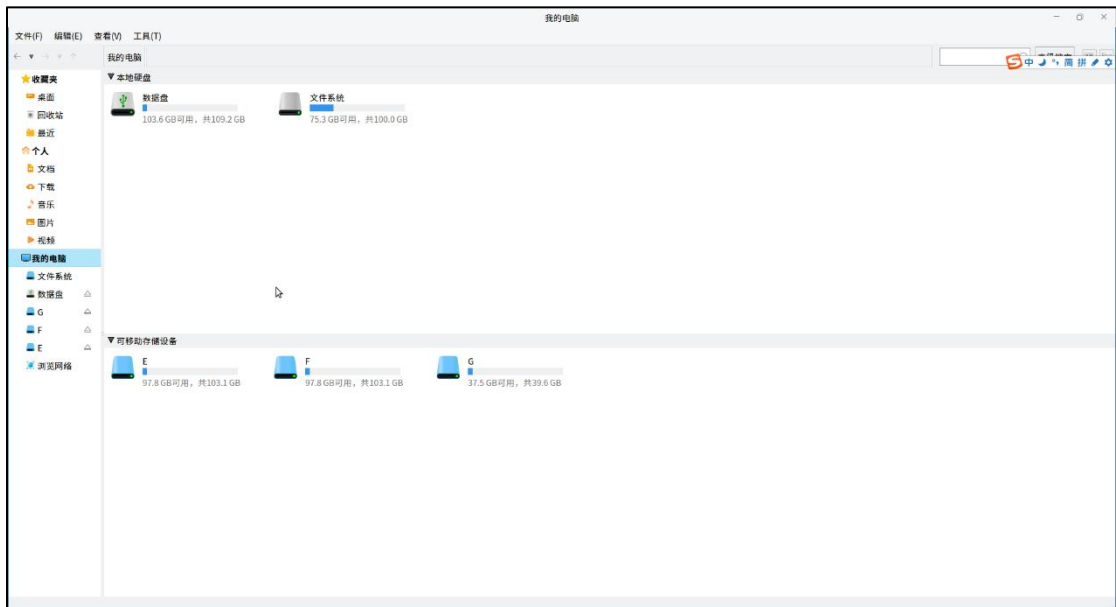 我的电脑
文件(F) 编辑(E) 查看(V) 工具(T)
我的电脑
中 简 拼
收藏夹
桌面
回收站
最近
个人
文档
下载
音乐
图片
视频
我的电脑
文件系统
数据盘
G
F
E
浏览网络
本地硬盘
数据盘
103.6 GB可用，共109.2 GB
文件系统
75.3 GB可用，共100.0 GB
可移动存储设备
E
97.8 GB可用，共103.1 GB
F
97.8 GB可用，共103.1 GB
G
37.5 GB可用，共39.6 GB